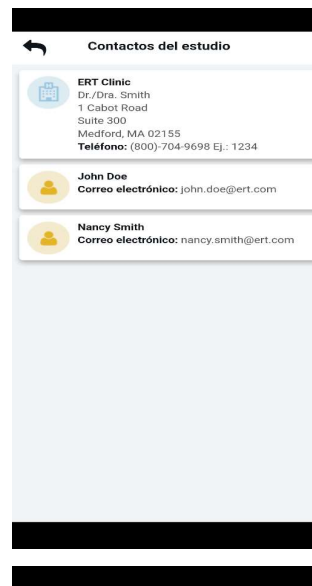 Contactos del estudio
ERT Clinic
Dr./Dra. Smith
1 Cabot Road
Suite 300
Medford, MA 02155
Teléfono: (800)-704-9698 Ej.: 1234
John Doe
Correo electrónico: john.doe@ert.com
Nancy Smith
Correo electrónico: nancy.smith@ert.com